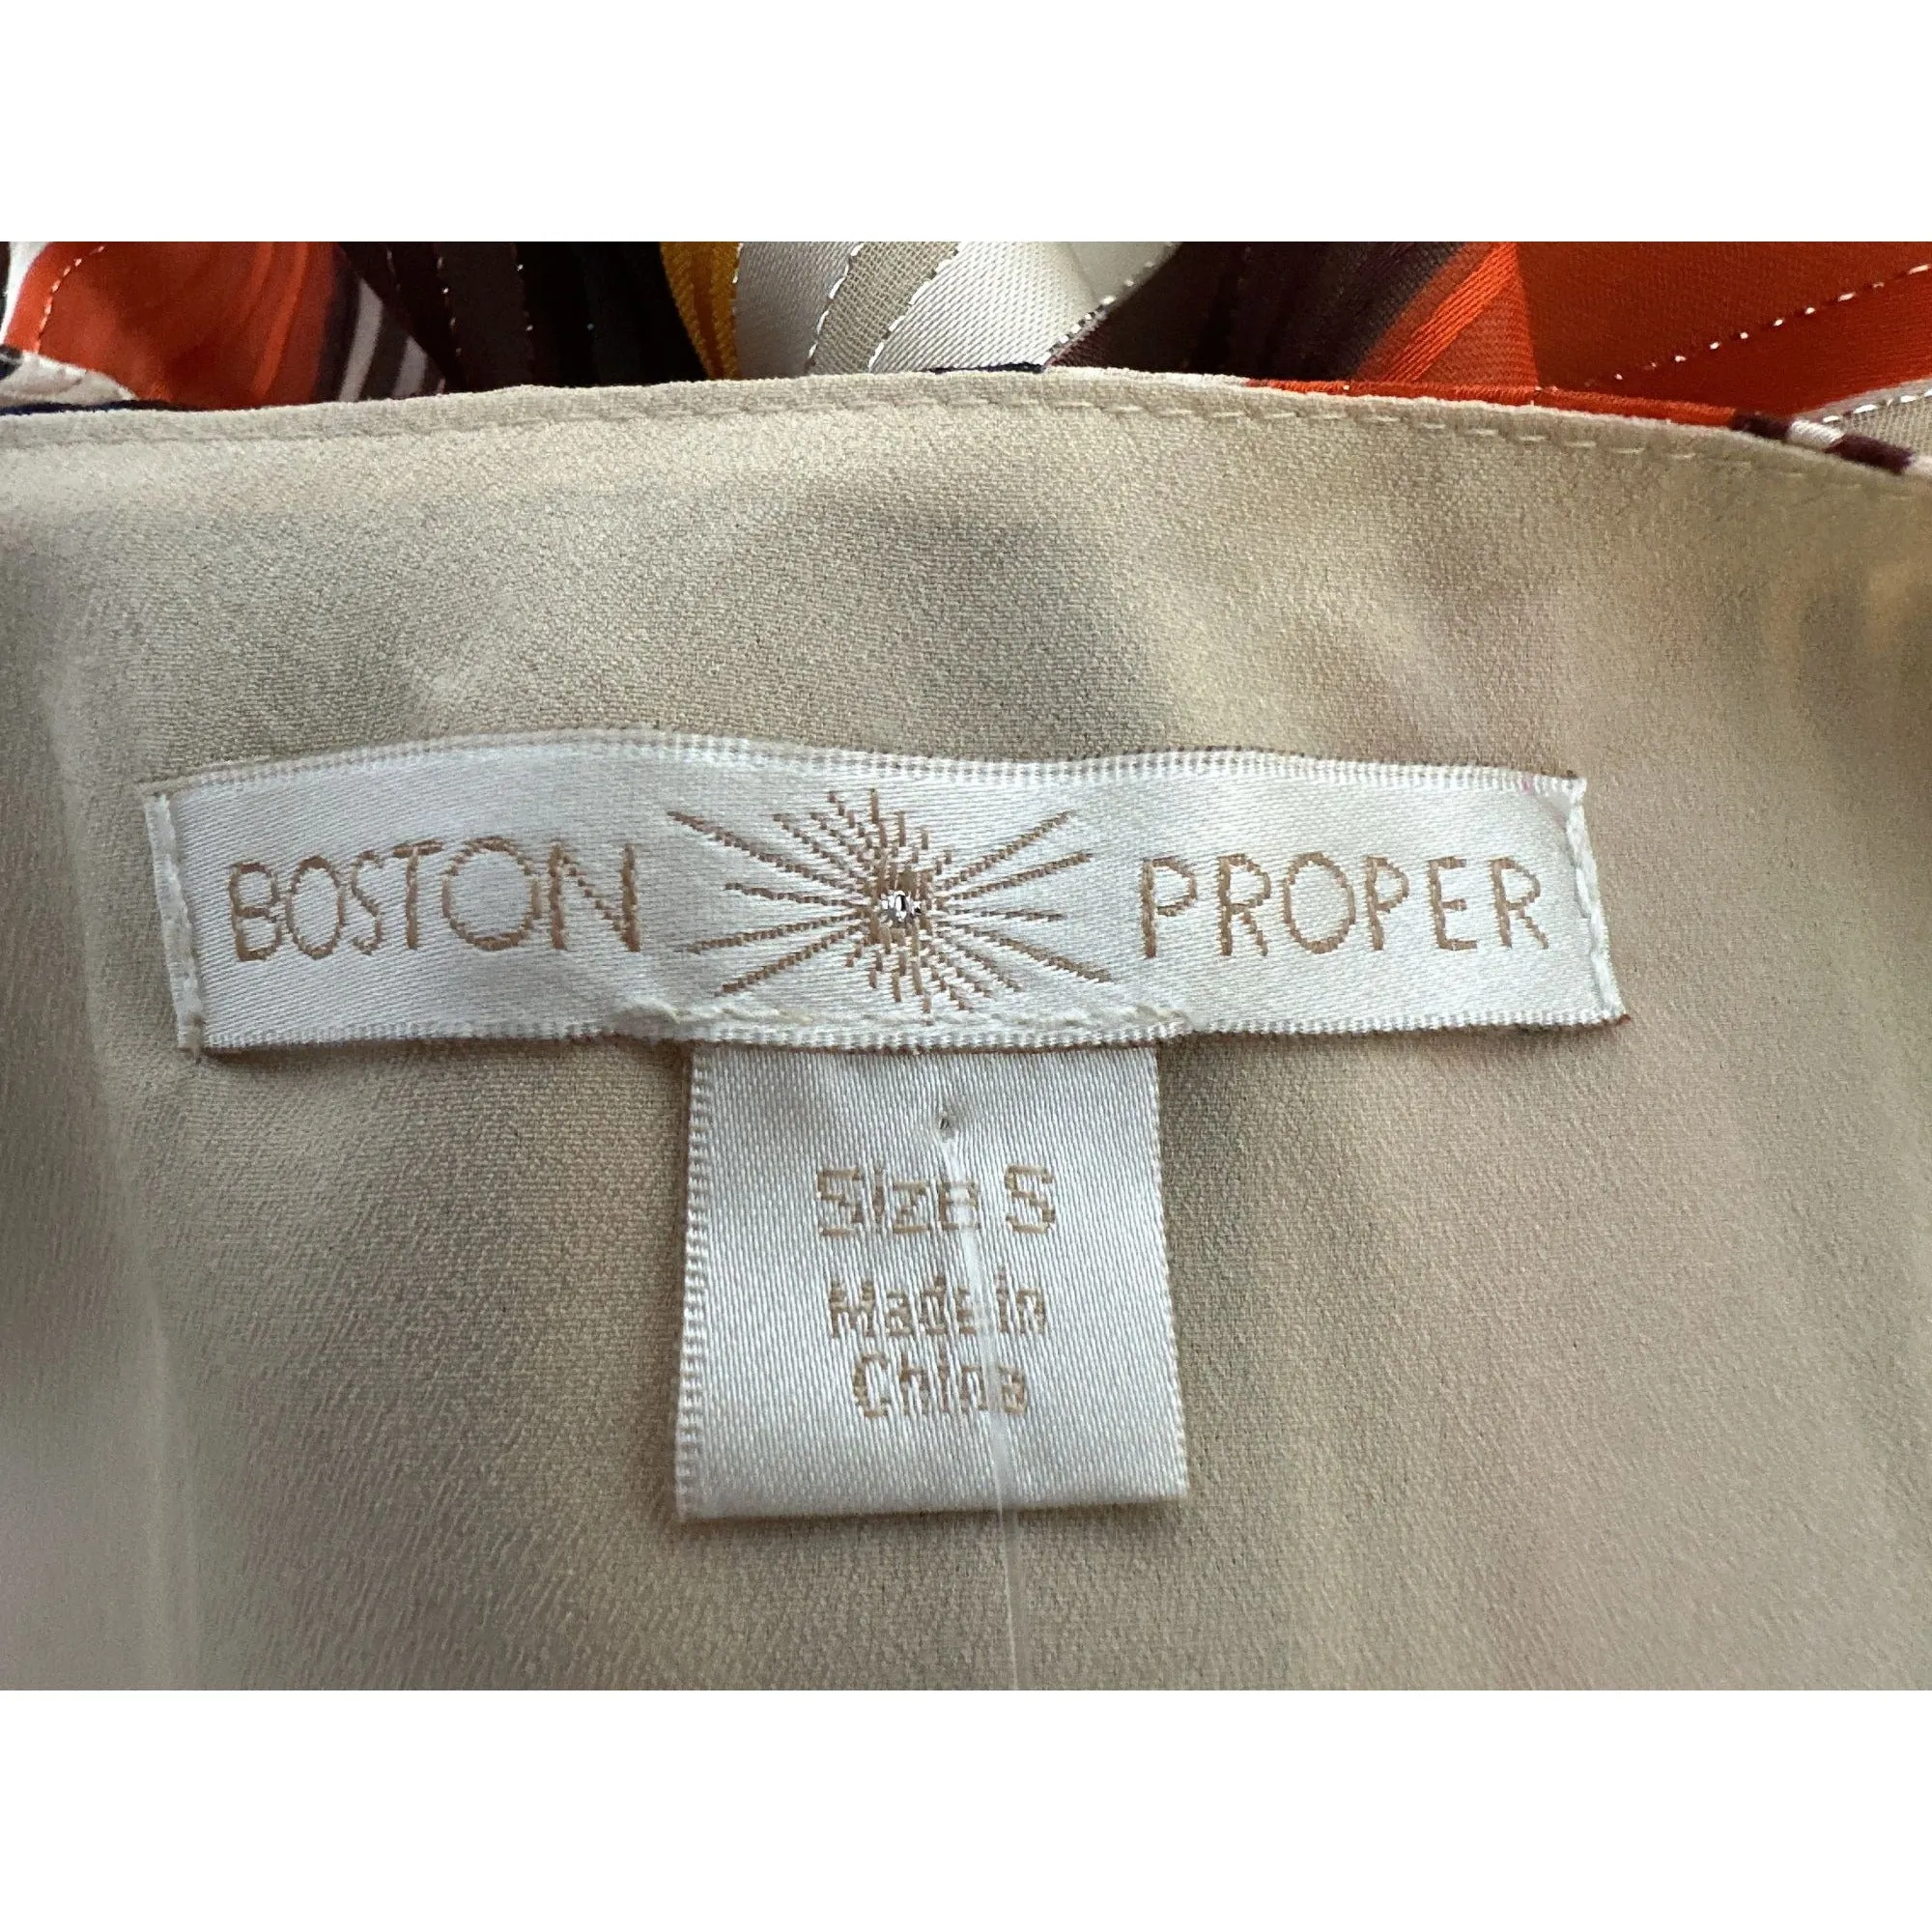 BOSTON PROPER
Size S
Made in
China